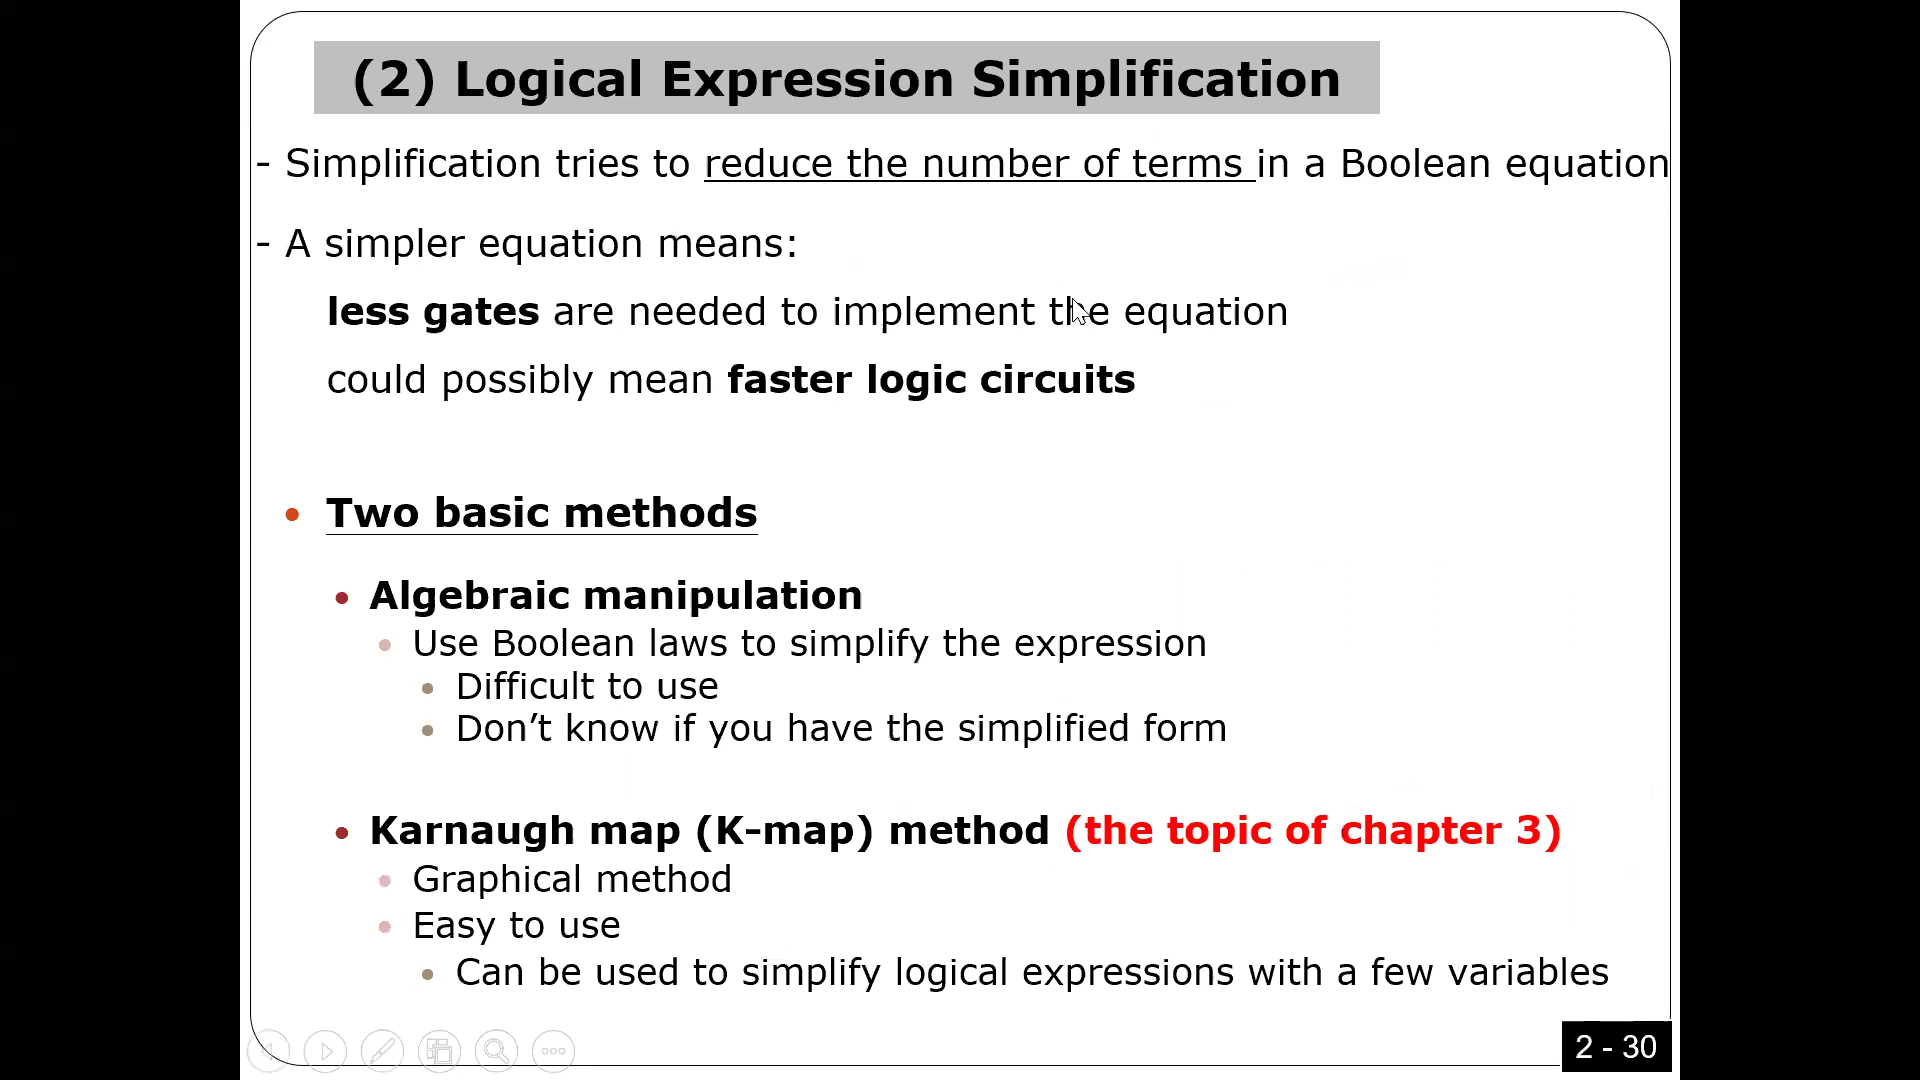 (2) Logical Expression Simplification
- Simplification tries to reduce the number of terms in a Boolean equation
- A simpler equation means:
less gates are needed to implement the equation
could possibly mean faster logic circuits
• Two basic methods
• Algebraic manipulation
• Use Boolean laws to simplify the expression
• Difficult to use
• Don’t know if you have the simplified form
• Karnaugh map (K-map) method (the topic of chapter 3)
• Graphical method
• Easy to use
• Can be used to simplify logical expressions with a few variables
2 - 30